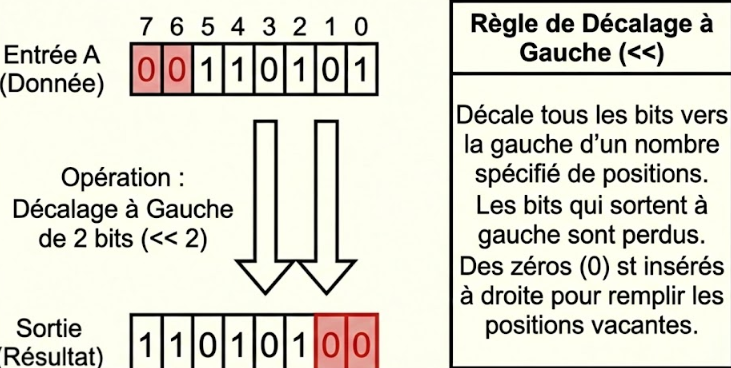 7 6 5 4 3 2 1 0
Entrée A
(Donnée)
0 0 1 1 0 1 0 1
Opération :
Décalage à Gauche
de 2 bits (<< 2)
Sortie
(Résultat)
1 1 0 1 0 1 0 0
Règle de Décalage à
Gauche (<<)
Décale tous les bits vers
la gauche d’un nombre
spécifié de positions.
Les bits qui sortent à
gauche sont perdus.
Des zéros (0) st insérés
à droite pour remplir les
positions vacantes.